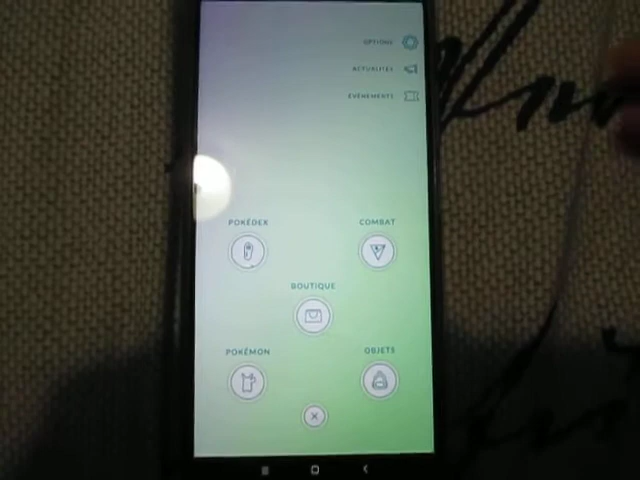 OPTIONS
ACTUALITÉS
ÉVÉNEMENTS
POKÉDEX
COMBAT
BOUTIQUE
POKÉMON
OBJETS